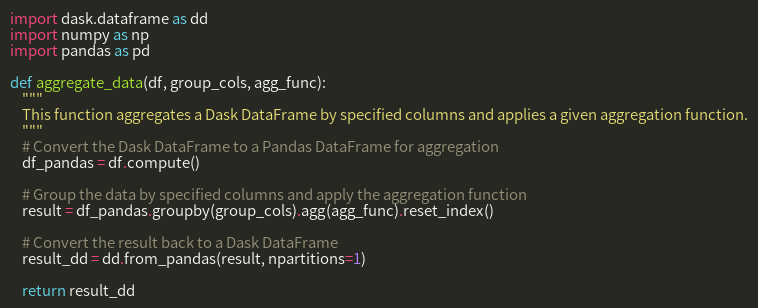 import dask.dataframe as dd
import numpy as np
import pandas as pd

def aggregate_data(df, group_cols, agg_func):
    """
    This function aggregates a Dask DataFrame by specified columns and applies a given aggregation function.
    """
    # Convert the Dask DataFrame to a Pandas DataFrame for aggregation
    df_pandas = df.compute()

    # Group the data by specified columns and apply the aggregation function
    result = df_pandas.groupby(group_cols).agg(agg_func).reset_index()

    # Convert the result back to a Dask DataFrame
    result_dd = dd.from_pandas(result, npartitions=1)

    return result_dd